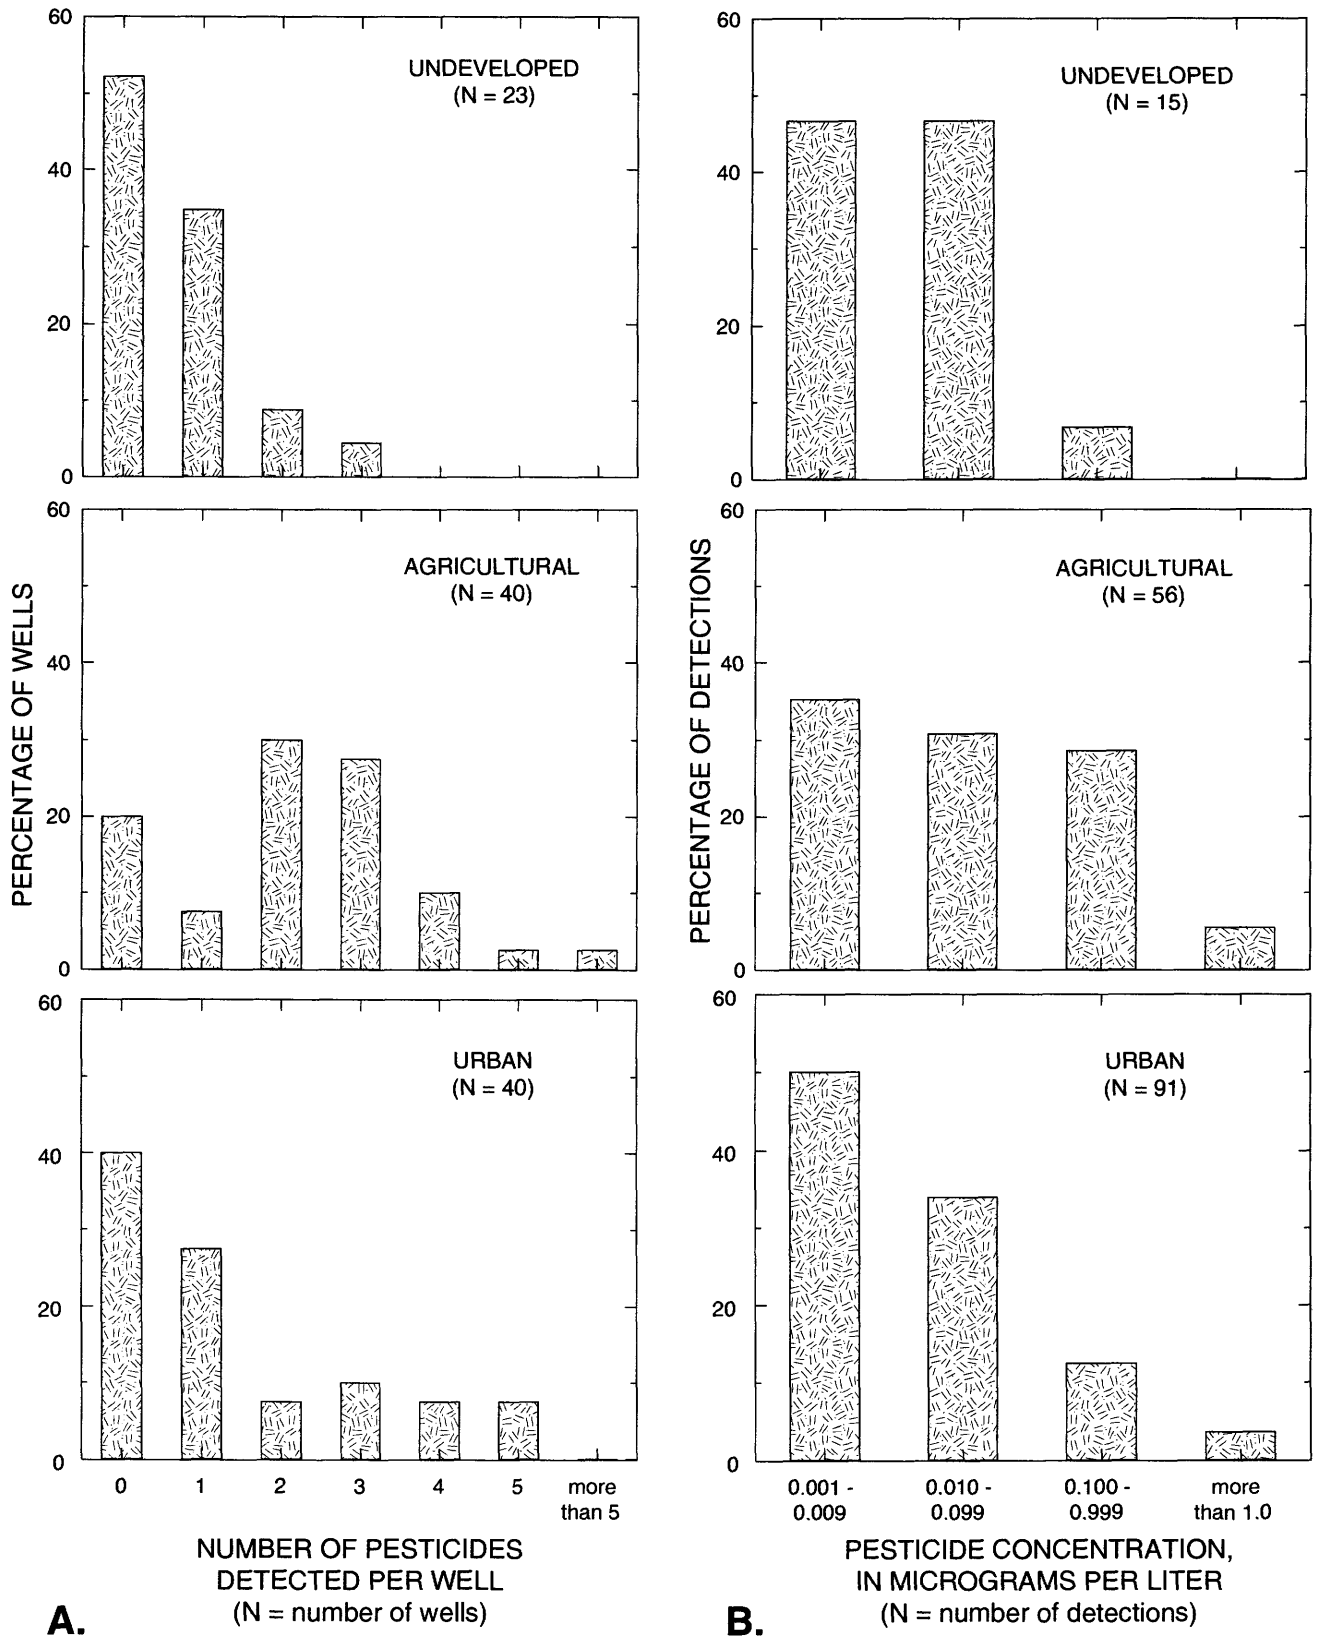 PERCENTAGE OF WELLS
60
40
20
0
UNDEVELOPED
(N = 23)
60
40
20
0
AGRICULTURAL
(N = 40)
60
40
20
0
URBAN
(N = 40)
0 1 2 3 4 5 more
than 5
NUMBER OF PESTICIDES
DETECTED PER WELL
(N = number of wells)
A.
PERCENTAGE OF DETECTIONS
60
40
20
0
UNDEVELOPED
(N = 15)
60
40
20
0
AGRICULTURAL
(N = 56)
60
40
20
0
URBAN
(N = 91)
0.001 - 0.010 - 0.100 - more
0.009 0.099 0.999 than 1.0
PESTICIDE CONCENTRATION,
IN MICROGRAMS PER LITER
(N = number of detections)
B.